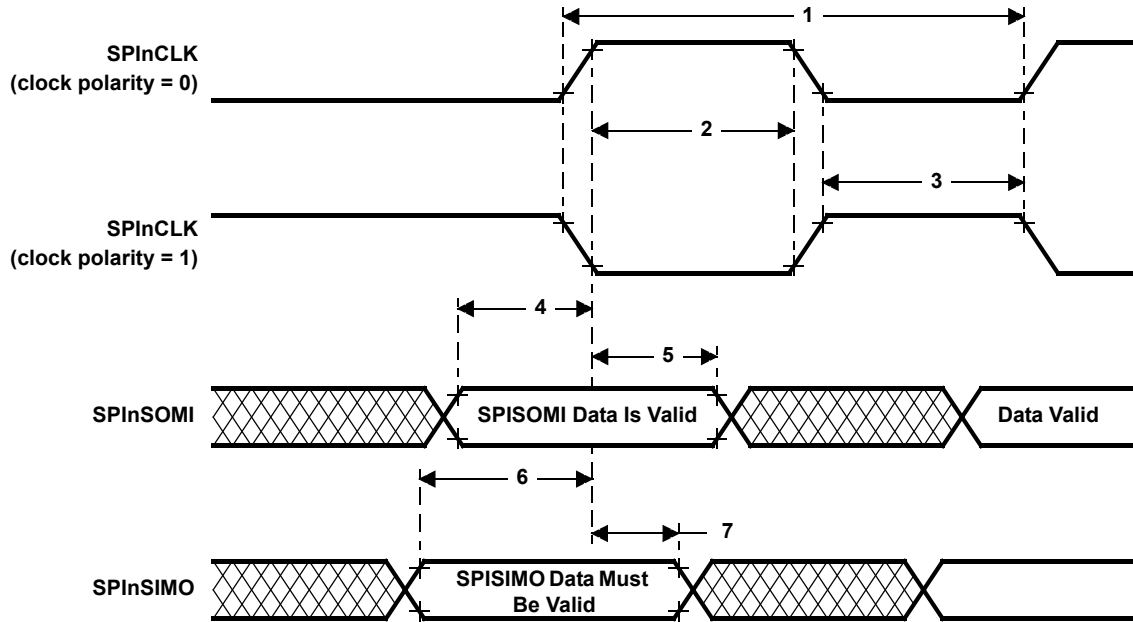 1
SPInCLK
(clock polarity = 0)
2
3
SPInCLK
(clock polarity = 1)
4
5
SPInSOMI
SPISOMI Data Is Valid
Data Valid
6
7
SPInSIMO
SPISIMO Data Must
Be Valid